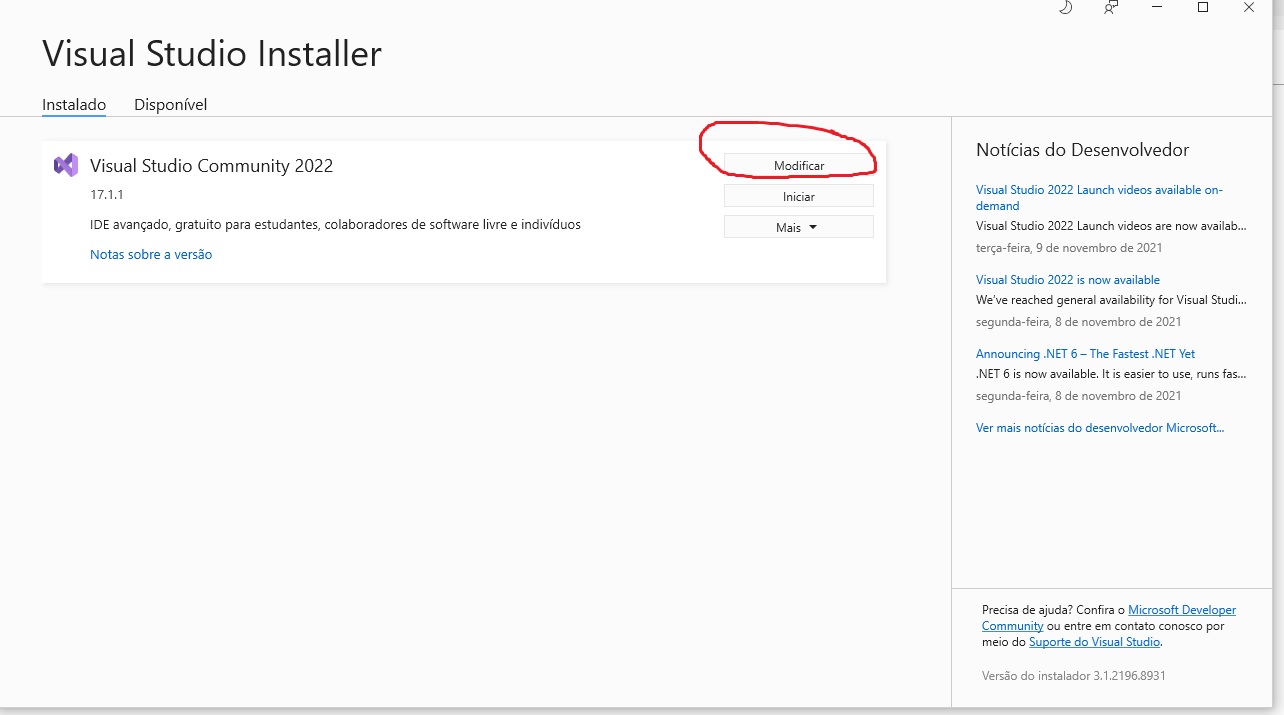 Visual Studio Installer
Instalado Disponível
Visual Studio Community 2022
17.1.1
IDE avançado, gratuito para estudantes, colaboradores de software livre e indivíduos
Notas sobre a versão
Modificar
Iniciar
Mais
Notícias do Desenvolvedor
Visual Studio 2022 Launch videos available on-
demand
Visual Studio 2022 Launch videos are now availab...
terça-feira, 9 de novembro de 2021
Visual Studio 2022 is now available
We've reached general availability for Visual Studi...
segunda-feira, 8 de novembro de 2021
Announcing .NET 6 – The Fastest .NET Yet
.NET 6 is now available. It is easier to use, runs fas...
segunda-feira, 8 de novembro de 2021
Ver mais notícias do desenvolvedor Microsoft...
Precisa de ajuda? Confira o Microsoft Developer
Community ou entre em contato conosco por
meio do Suporte do Visual Studio.
Versão do instalador 3.1.2196.8931